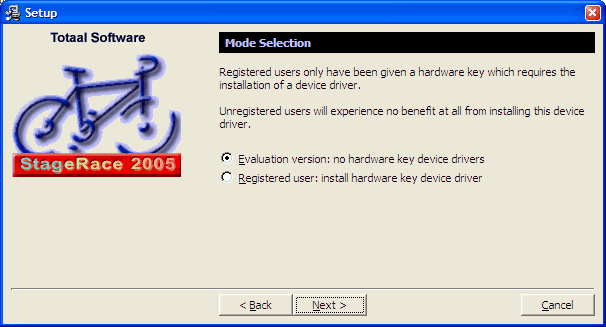 Setup
Totaal Software
StageRace 2005
Mode Selection
Registered users only have been given a hardware key which requires the
installation of a device driver.
Unregistered users will experience no benefit at all from installing this device
driver.
Evaluation version: no hardware key device drivers
Registered user: install hardware key device driver
< Back
Next >
Cancel